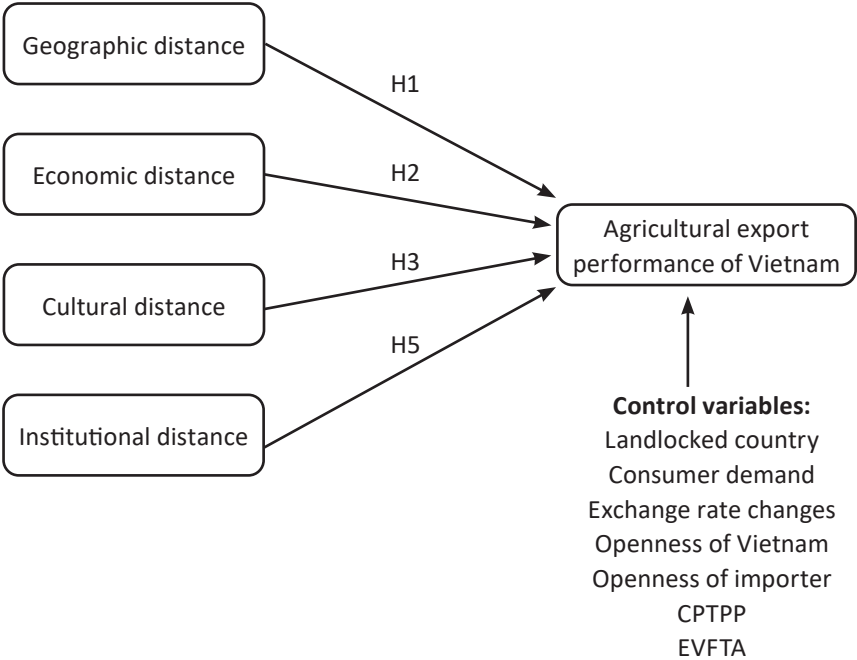 Geographic distance
H1
Economic distance
H2
Agricultural export
performance of Vietnam
Cultural distance
H3
H5
Institutional distance
Control variables:
Landlocked country
Consumer demand
Exchange rate changes
Openness of Vietnam
Openness of importer
CPTPP
EVFTA